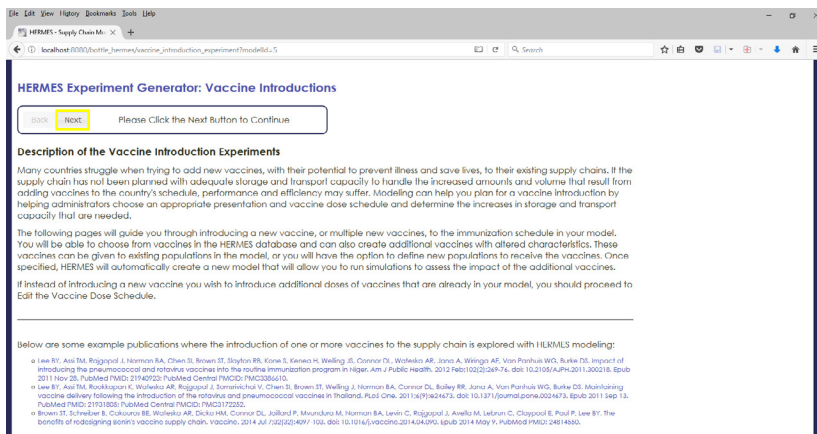 File Edit View History Bookmarks Tools Help
HERMES - Supply Chain Mo
localhost:8080/bottle_hermes/vaccine_introduction_experiment?modelId=5
Search
HERMES Experiment Generator: Vaccine Introductions
Back Next Please Click the Next Button to Continue
Description of the Vaccine Introduction Experiments
Many countries struggle when trying to add new vaccines, with their potential to prevent illness and save lives, to their existing supply chains. If the
supply chain has not been planned with adequate storage and transport capacity to handle the increased amounts and volume that result from
adding vaccines to the country's schedule, performance and efficiency may suffer. Modeling can help you plan for a vaccine introduction by
helping administrators choose an appropriate presentation and vaccine dose schedule and determine the increases in storage and transport
capacity that are needed.
The following pages will guide you through introducing a new vaccine, or multiple new vaccines, to the immunization schedule in your model.
You will be able to choose from vaccines in the HERMES database and can also create additional vaccines with altered characteristics. These
vaccines can be given to existing populations in the model, or you will have the option to define new populations to receive the vaccines. Once
specified, HERMES will automatically create a new model that will allow you to run simulations to assess the impact of the additional vaccines.
If instead of introducing a new vaccine you wish to introduce additional doses of vaccines that are already in your model, you should proceed to
Edit the Vaccine Dose Schedule.
Below are some example publications where the introduction of one or more vaccines to the supply chain is explored with HERMES modeling:
Lee BY, Assi TM, Rajgopal J, Norman BA, Chen SI, Brown ST, Slayton RB, Kone S, Kenea H, Welling JS, Connor DL, Wateska AR, Jana A, Wiringa AE, Van Panhuis WG, Burke DS. Impact of
introducing the pneumococcal and rotavirus vaccines into the routine immunization program in Niger. Am J Public Health. 2012 Feb;102(2):269-76. doi: 10.2105/AJPH.2011.300218. Epub
2011 Nov 28. PubMed PMID: 21940923; PubMed Central PMCID: PMC3386610.
Lee BY, Assi TM, Rookkapan K, Wateska AR, Rajgopal J, Sornsrivichai V, Chen SI, Brown ST, Welling J, Norman BA, Connor DL, Bailey RR, Jana A, Van Panhuis WG, Burke DS. Maintaining
vaccine delivery following the introduction of the rotavirus and pneumococcal vaccines in Thailand. PLoS One. 2011;6(9):e24673. doi: 10.1371/journal.pone.0024673. Epub 2011 Sep 13.
PubMed PMID: 21931805; PubMed Central PMCID: PMC3172252.
Brown ST, Schreiber B, Cakouros BE, Wateska AR, Dicko HM, Connor DL, Jaillard P, Mvundura M, Norman BA, Levin C, Rajgopal J, Avella M, Lebrun C, Claypool E, Paul P, Lee BY. The
benefits of redesigning Benin's vaccine supply chain. Vaccine. 2014 Jul 7;32(32):4097-103. doi: 10.1016/j.vaccine.2014.04.090. Epub 2014 May 9. PubMed PMID: 24814550.